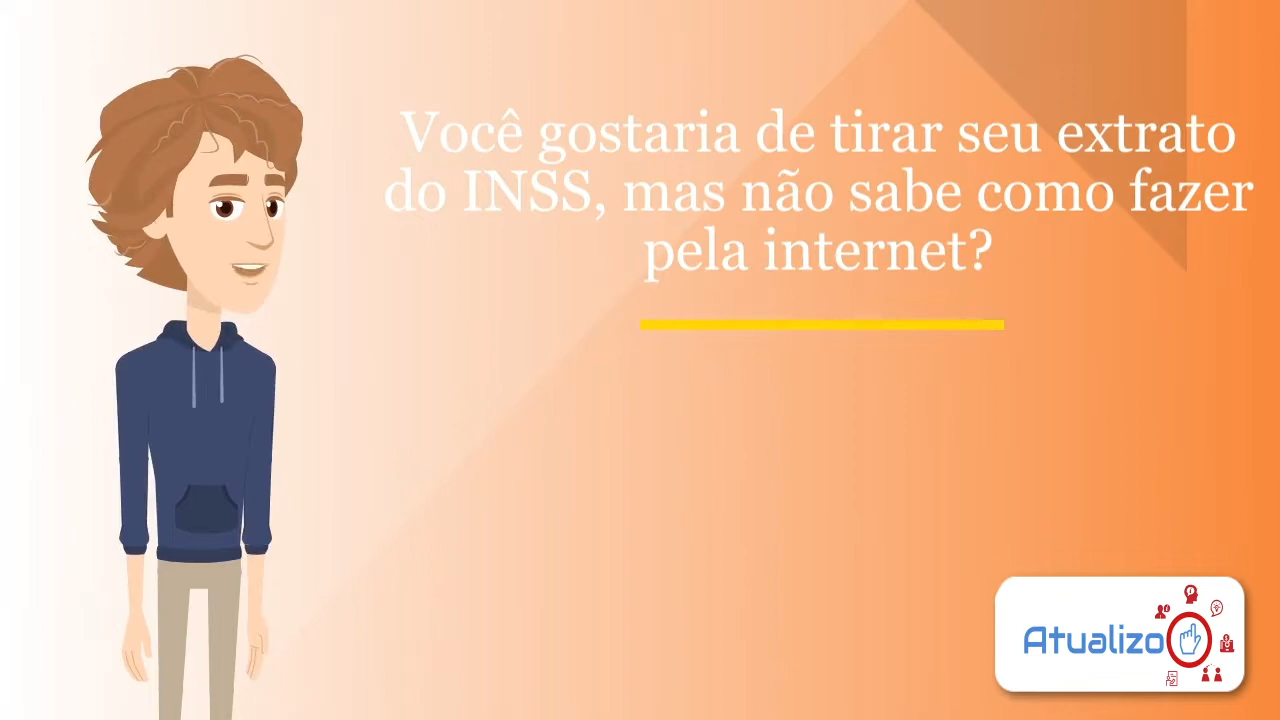 Você gostaria de tirar seu extrato
do INSS, mas não sabe como fazer
pela internet?
Atualizo